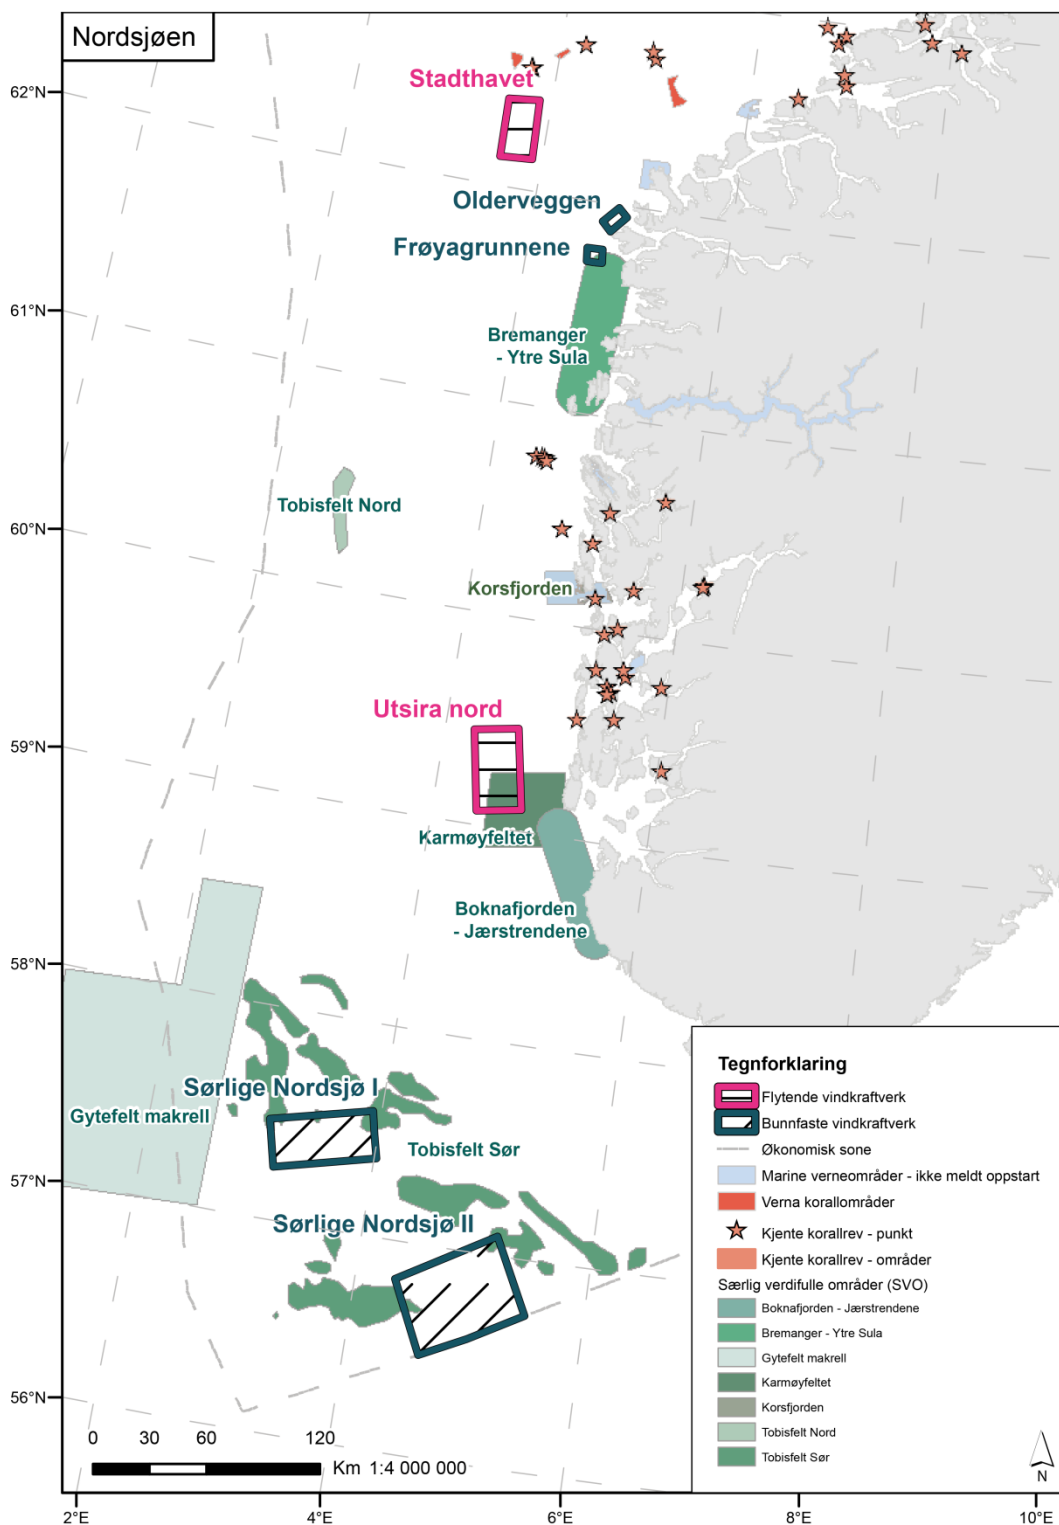 Nordsjøen
Stadthavet
62°N
Olderveggen
Frøyagrunnene
61°N
Bremanger
- Ytre Sula
Tobisfelt Nord
60°N
Korsfjorden
Utsira nord
59°N
Karmøyfeltet
Boknafjorden
- Jærstrendene
58°N
Sørlige Nordsjø I
Gytefelt makrell
Tobisfelt Sør
57°N
Sørlige Nordsjø II
56°N
Tegnforklaring
Flytende vindkraftverk
Bunnfaste vindkraftverk
Økonomisk sone
Marine verneområder - ikke meldt oppstart
Verna korallområder
Kjente korallrev - punkt
Kjente korallrev - områder
Særlig verdifulle områder (SVO)
Boknafjorden - Jærstrendene
Bremanger - Ytre Sula
Gytefelt makrell
Karmøyfeltet
Korsfjorden
Tobisfelt Nord
Tobisfelt Sør
N
0 30 60 120
Km 1:4 000 000
2°E 4°E 6°E 8°E 10°E